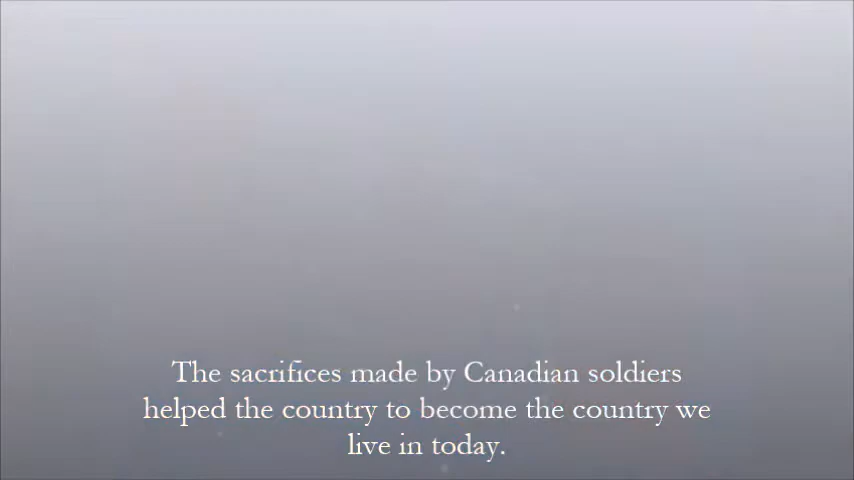 The sacrifices made by Canadian soldiers
helped the country to become the country we
live in today.